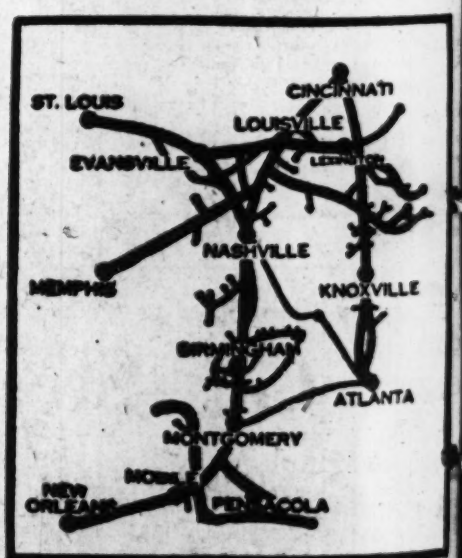 CINCINNATI
ST. LOUIS
LOUISVILLE
EVANSVILLE
LEXINGTON
NASHVILLE
MEMPHIS
KNOXVILLE
BIRMINGHAM
ATLANTA
MONTGOMERY
MOBILE
NEW
ORLEANS
PENSACOLA